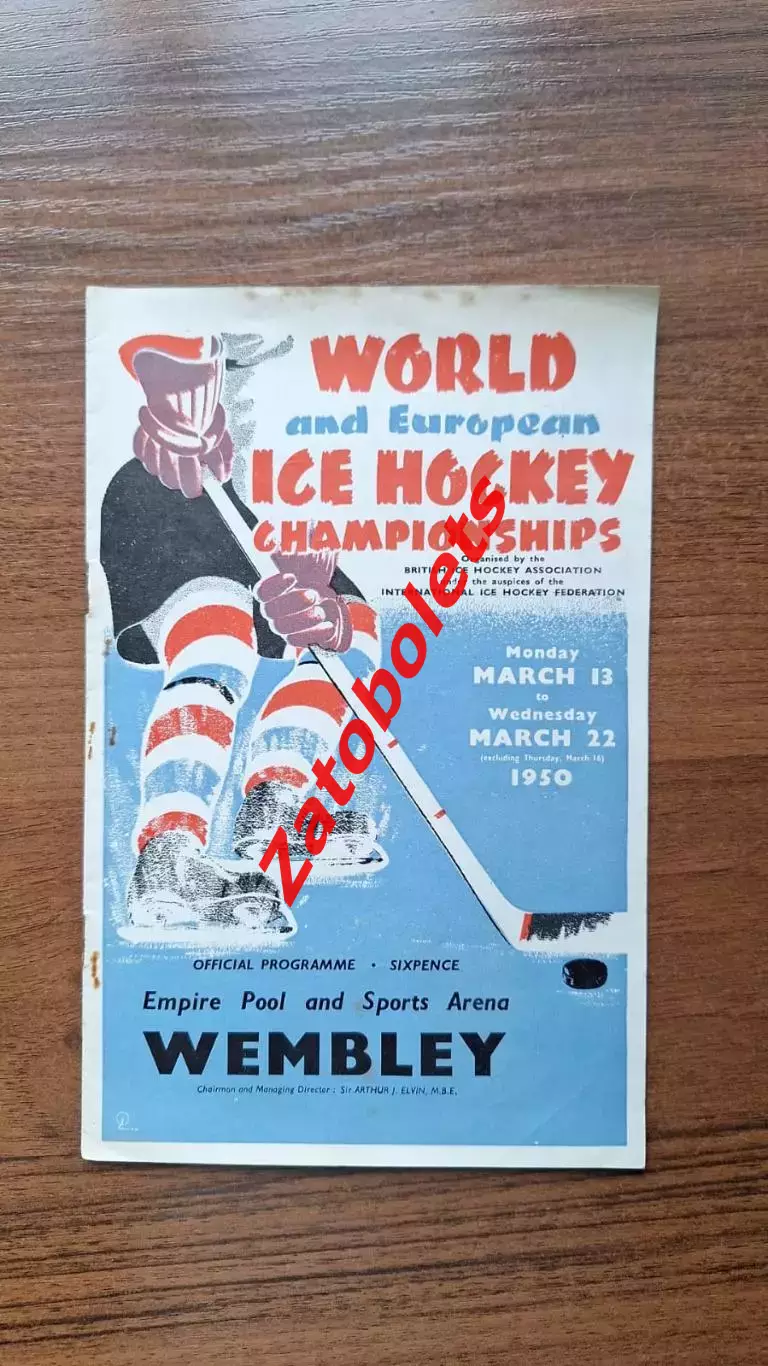 WORLD
and European
ICE HOCKEY
CHAMPIONSHIPS
Organised by the
BRITISH ICE HOCKEY ASSOCIATION
under the auspices of the
INTERNATIONAL ICE HOCKEY FEDERATION
Monday
MARCH 13
to
Wednesday
MARCH 22
(excluding Thursday, March 16)
1950
Zatobolets
OFFICIAL PROGRAMME • SIXPENCE
Empire Pool and Sports Arena
WEMBLEY
Chairman and Managing Director : Sir ARTHUR J. ELVIN, M.B.E.